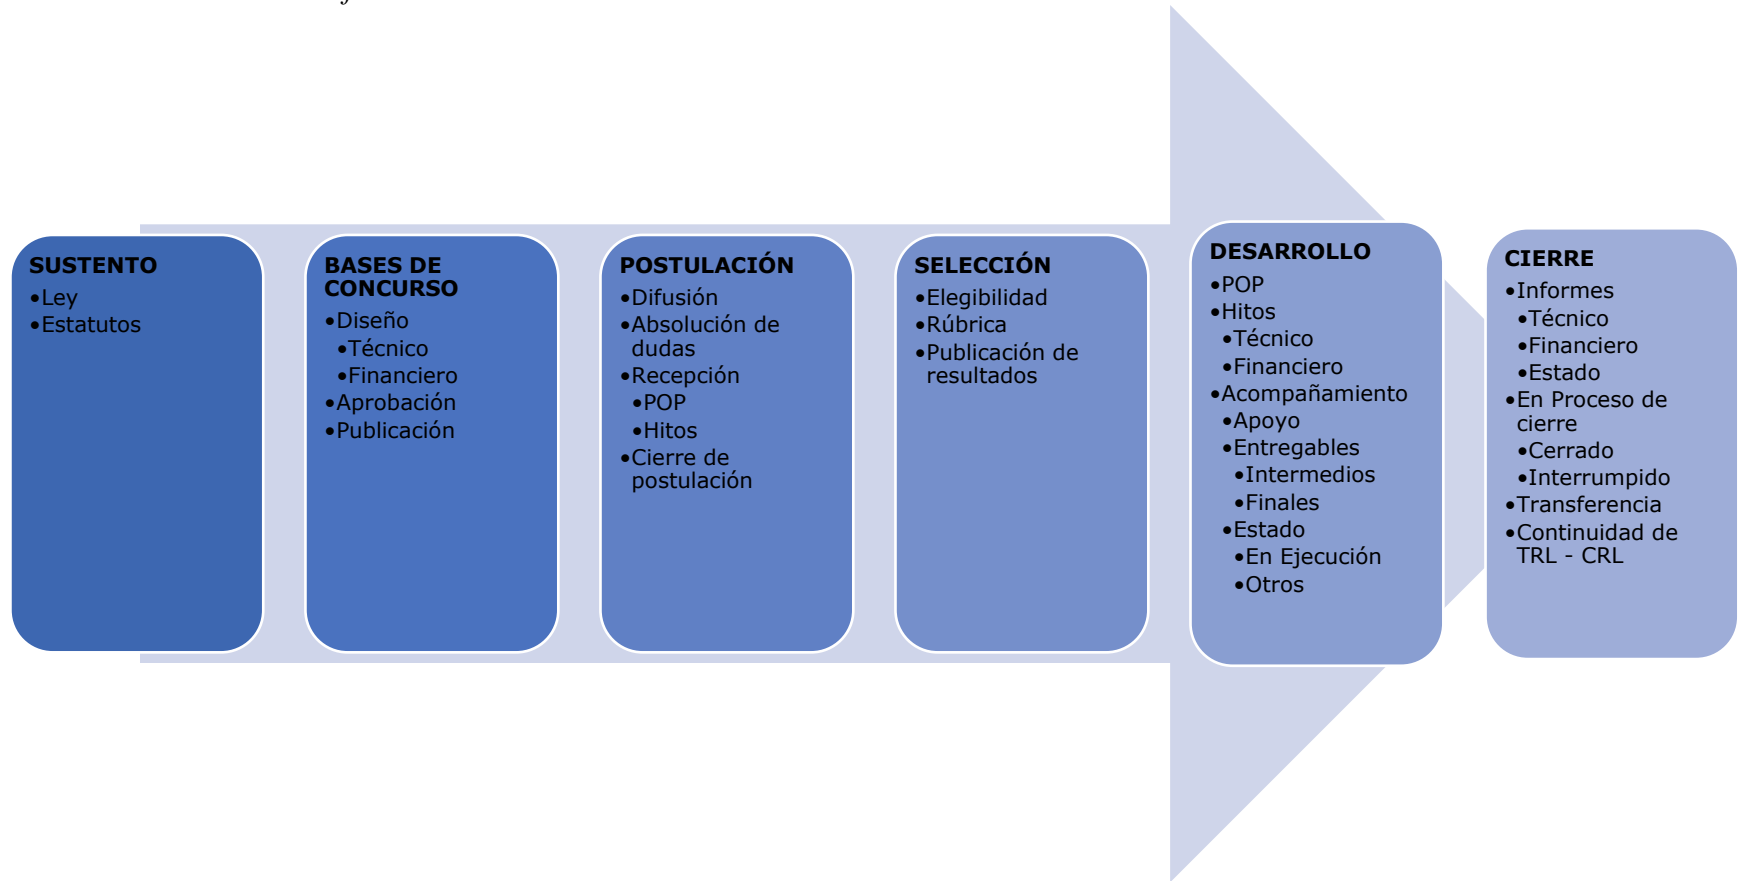 SUSTENTO
•Ley
•Estatutos
BASES DE
CONCURSO
•Diseño
•Técnico
•Financiero
•Aprobación
•Publicación
POSTULACIÓN
•Difusión
•Absolución de
dudas
•Recepción
•POP
•Hitos
•Cierre de
postulación
SELECCIÓN
•Elegibilidad
•Rúbrica
•Publicación de
resultados
DESARROLLO
•POP
•Hitos
•Técnico
•Financiero
•Acompañamiento
•Apoyo
•Entregables
•Intermedios
•Finales
•Estado
•En Ejecución
•Otros
CIERRE
•Informes
•Técnico
•Financiero
•Estado
•En Proceso de
cierre
•Cerrado
•Interrumpido
•Transferencia
•Continuidad de
TRL - CRL